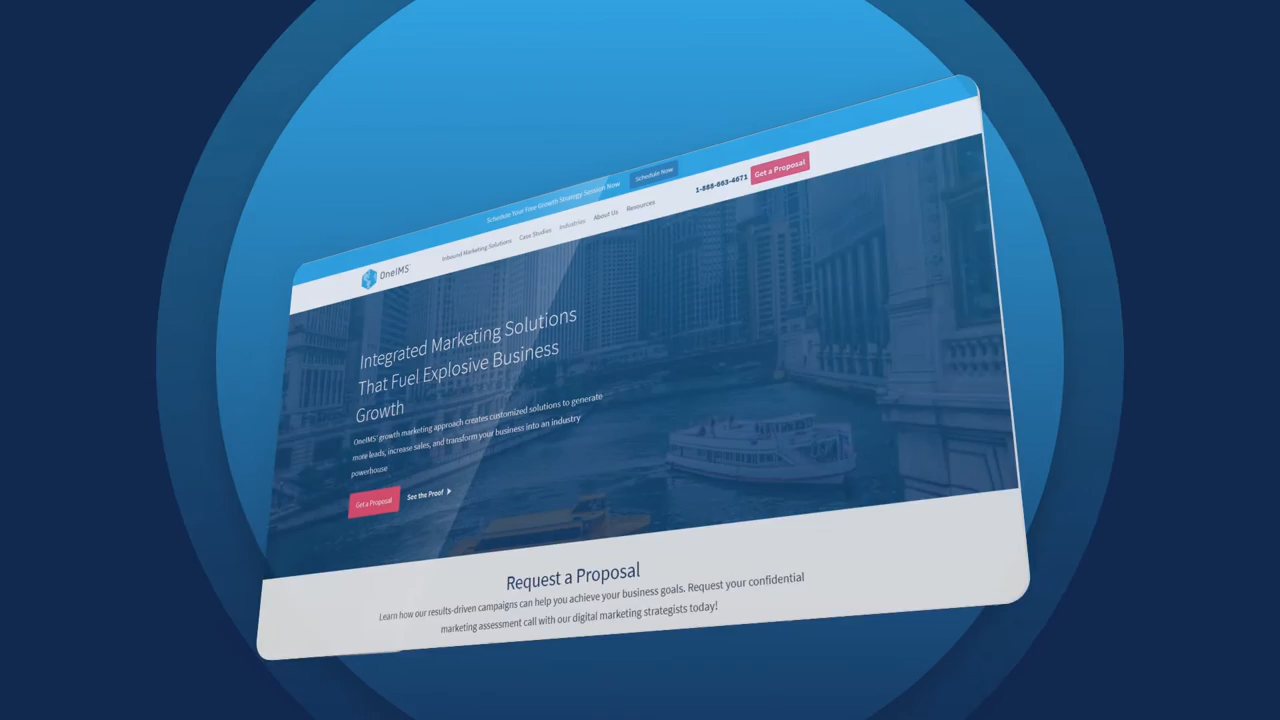 Schedule Your Free Growth Strategy Session Now Schedule Now
OneIMS Inbound Marketing Solutions Case Studies Industries About Us Resources 1-888-663-4671 Get a Proposal
Integrated Marketing Solutions
That Fuel Explosive Business
Growth
OneIMS' growth marketing approach creates customized solutions to generate
more leads, increase sales, and transform your business into an industry
powerhouse
Get a Proposal See the Proof
Request a Proposal
Learn how our results-driven campaigns can help you achieve your business goals. Request your confidential
marketing assessment call with our digital marketing strategists today!